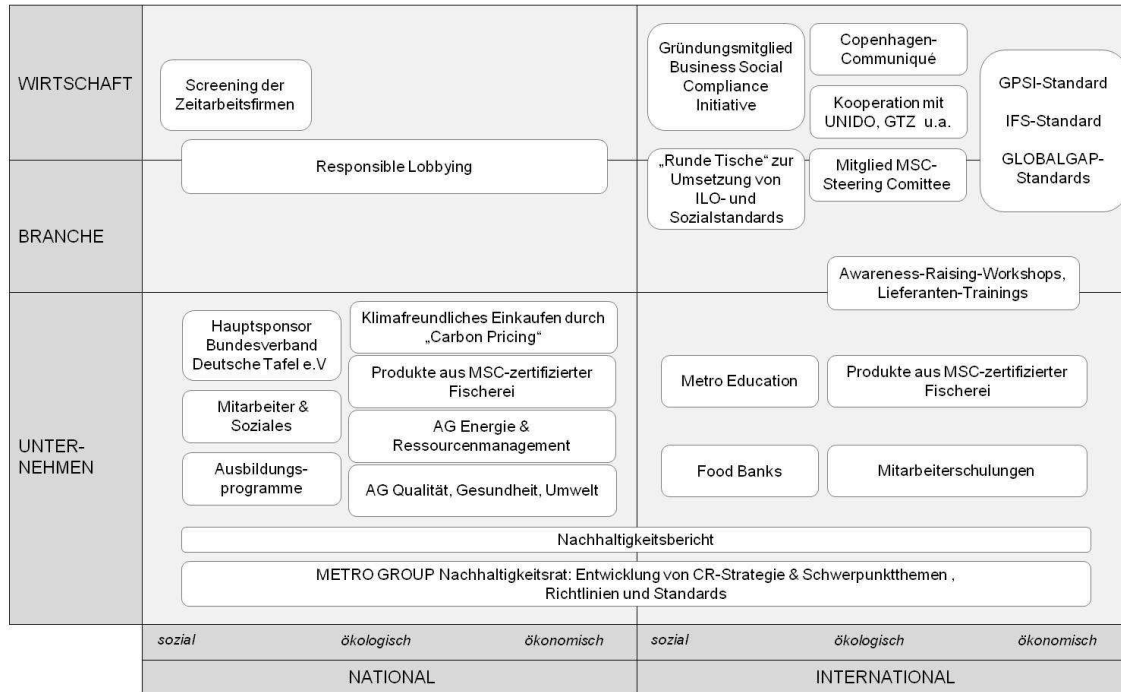 WIRTSCHAFT
Screening der
Zeitarbeitsfirmen
Responsible Lobbying
Gründungsmitglied
Business Social
Compliance
Initiative
Copenhagen-
Communiqué
Kooperation mit
UNIDO, GTZ u.a.
GPSI-Standard
IFS-Standard
GLOBALGAP-
Standards
„Runde Tische“ zur
Umsetzung von
ILO- und
Sozialstandards
Mitglied MSC-
Steering Comittee
BRANCHE
Awareness-Raising-Workshops,
Lieferanten-Trainings
UNTER-
NEHMEN
Hauptsponsor
Bundesverband
Deutsche Tafel e.V
Klimafreundliches Einkaufen durch
„Carbon Pricing“
Produkte aus MSC-zertifizierter
Fischerei
Mitarbeiter &
Soziales
AG Energie &
Ressourcenmanagement
Ausbildungs-
programme
AG Qualität, Gesundheit, Umwelt
Metro Education
Produkte aus MSC-zertifizierter
Fischerei
Food Banks
Mitarbeiterschulungen
Nachhaltigkeitsbericht
METRO GROUP Nachhaltigkeitsrat: Entwicklung von CR-Strategie & Schwerpunktthemen ,
Richtlinien und Standards
sozial ökologisch ökonomisch sozial ökologisch ökonomisch
NATIONAL INTERNATIONAL